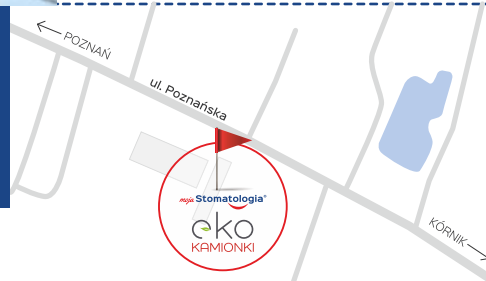 POZNAŃ
ul. Poznańska
moja Stomatologia®
eko
KAMIONKI
KÓRNIK